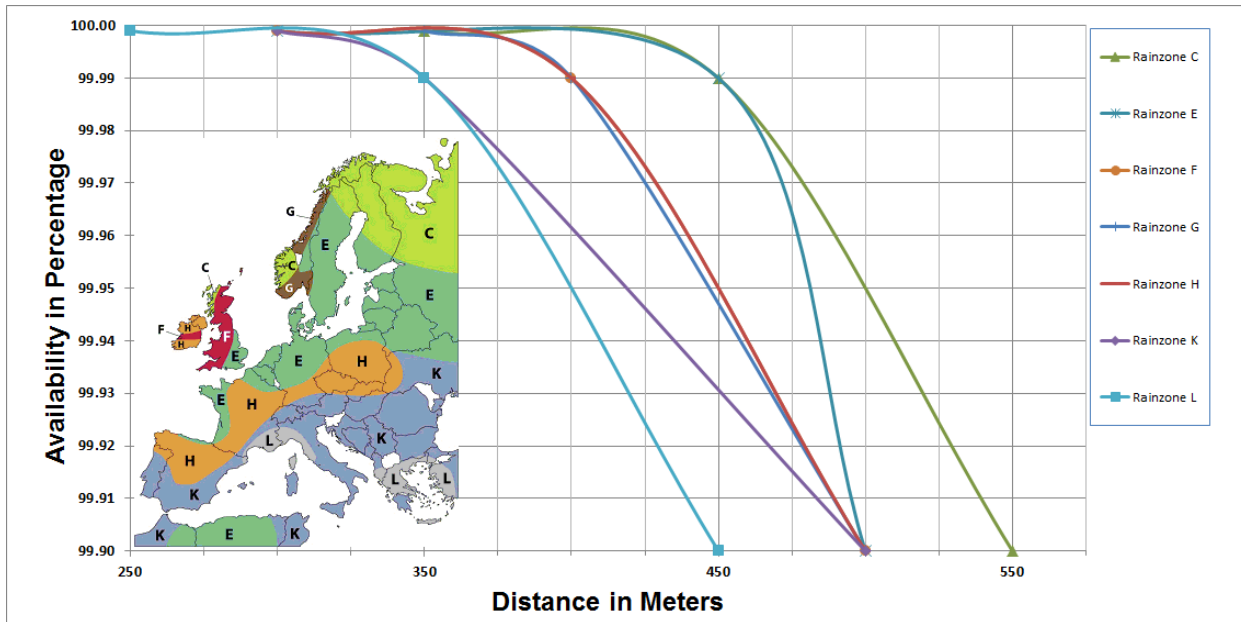 100.00
99.99
99.98
99.97
99.96
99.95
99.94
99.93
99.92
99.91
99.90
Availability in Percentage
250
350
450
550
Distance in Meters
Rainzone C
Rainzone E
Rainzone F
Rainzone G
Rainzone H
Rainzone K
Rainzone L
G
E
C
C
C
G
E
F
H
F
H
E
E
H
K
E
H
L
K
H
L
L
K
K
E
K